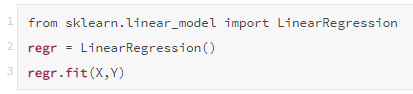 1 from sklearn.linear_model import LinearRegression
2 regr = LinearRegression()
3 regr.fit(X,Y)